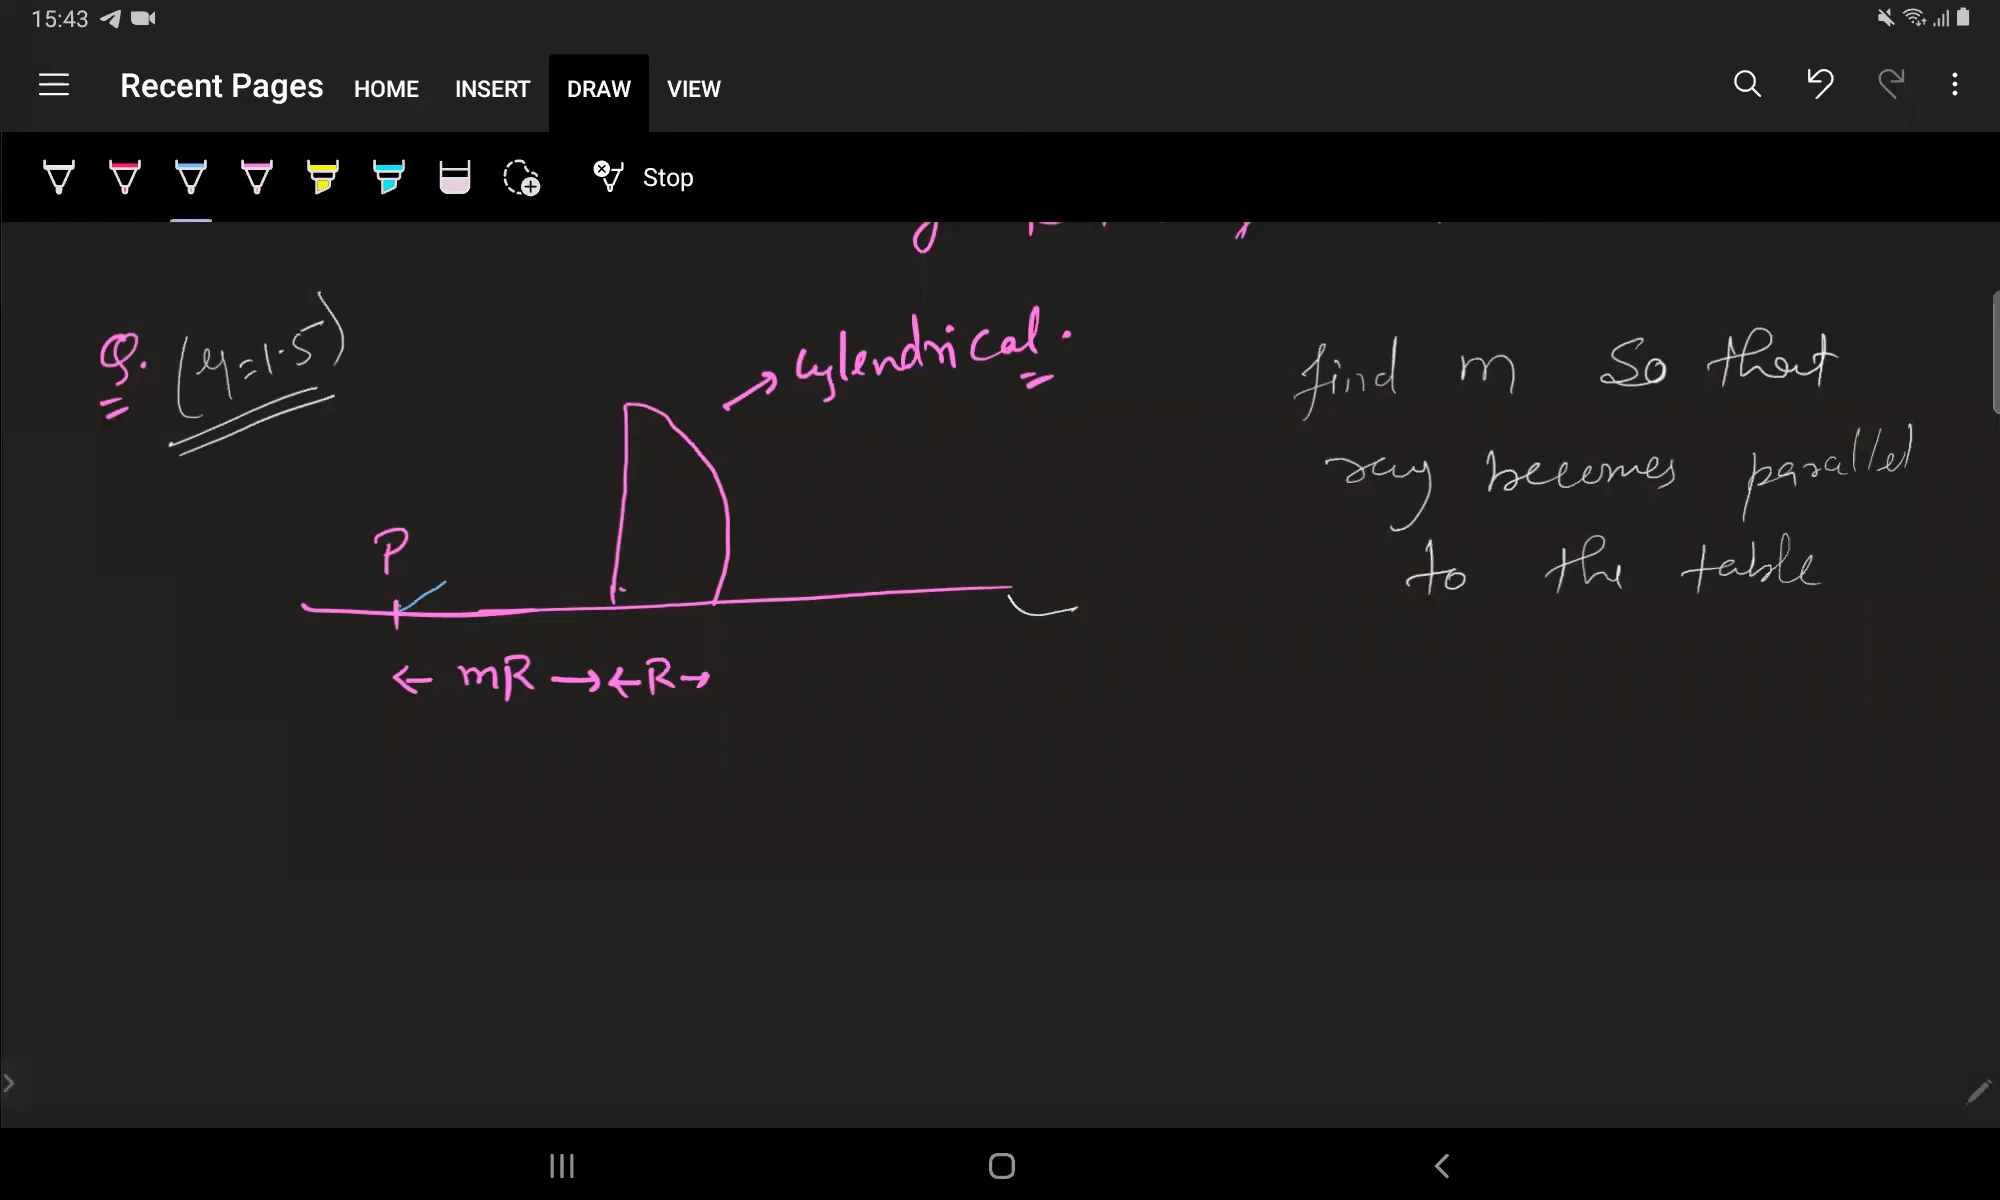 15:43
Recent Pages HOME INSERT DRAW VIEW
Stop
Q. (μ=1.5)
cylendrical.
find m so that
ray becomes parallel
to the table
P
← mR → ← R →